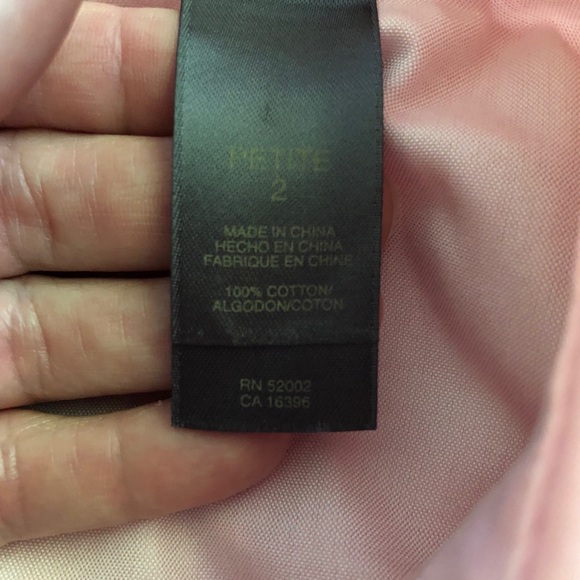 PETITE
2
MADE IN CHINA
HECHO EN CHINA
FABRIQUE EN CHINE
100% COTTON/
ALGODON/COTON
RN 52002
CA 16396